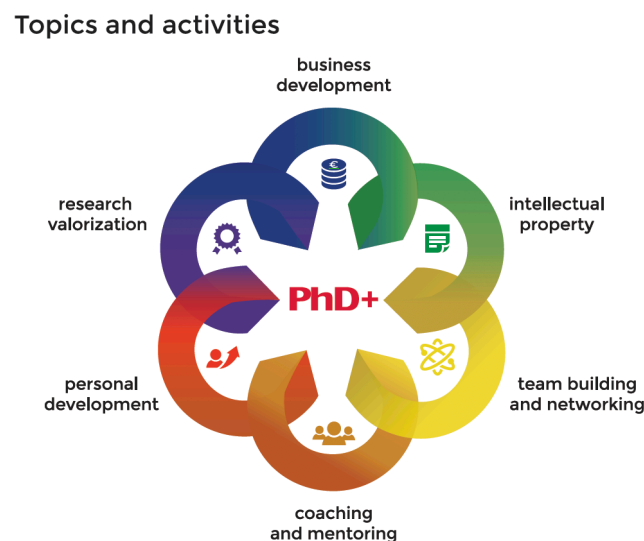 Topics and activities
business
development
research
valorization
intellectual
property
€
PhD+
personal
development
team building
and networking
coaching
and mentoring